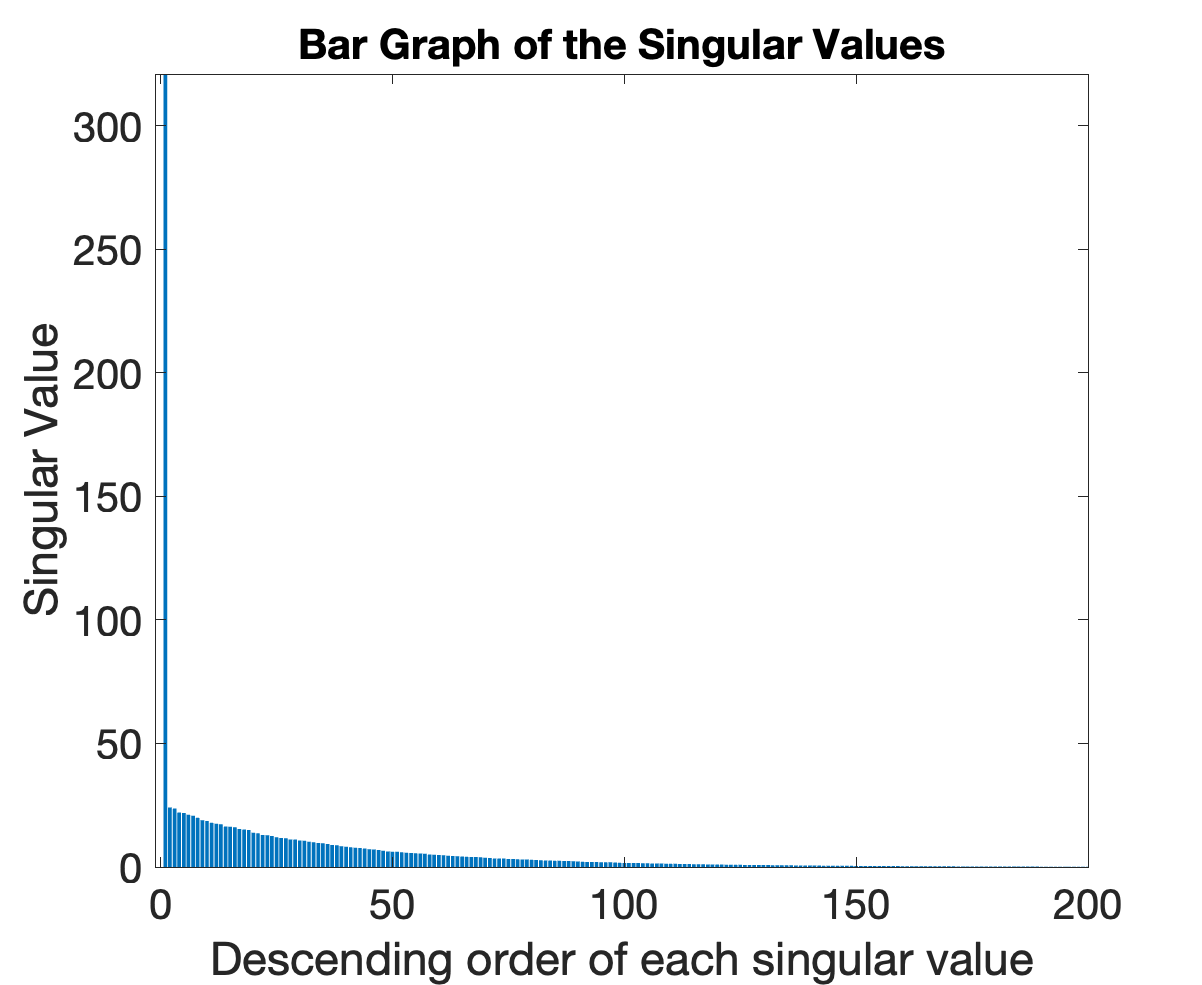 Bar Graph of the Singular Values
300
250
200
150
100
50
0
Singular Value
0 50 100 150 200
Descending order of each singular value